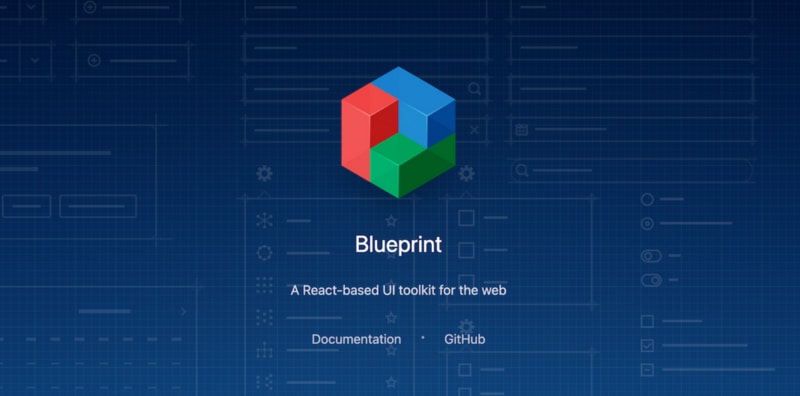 Blueprint
A React-based UI toolkit for the web
Documentation • GitHub